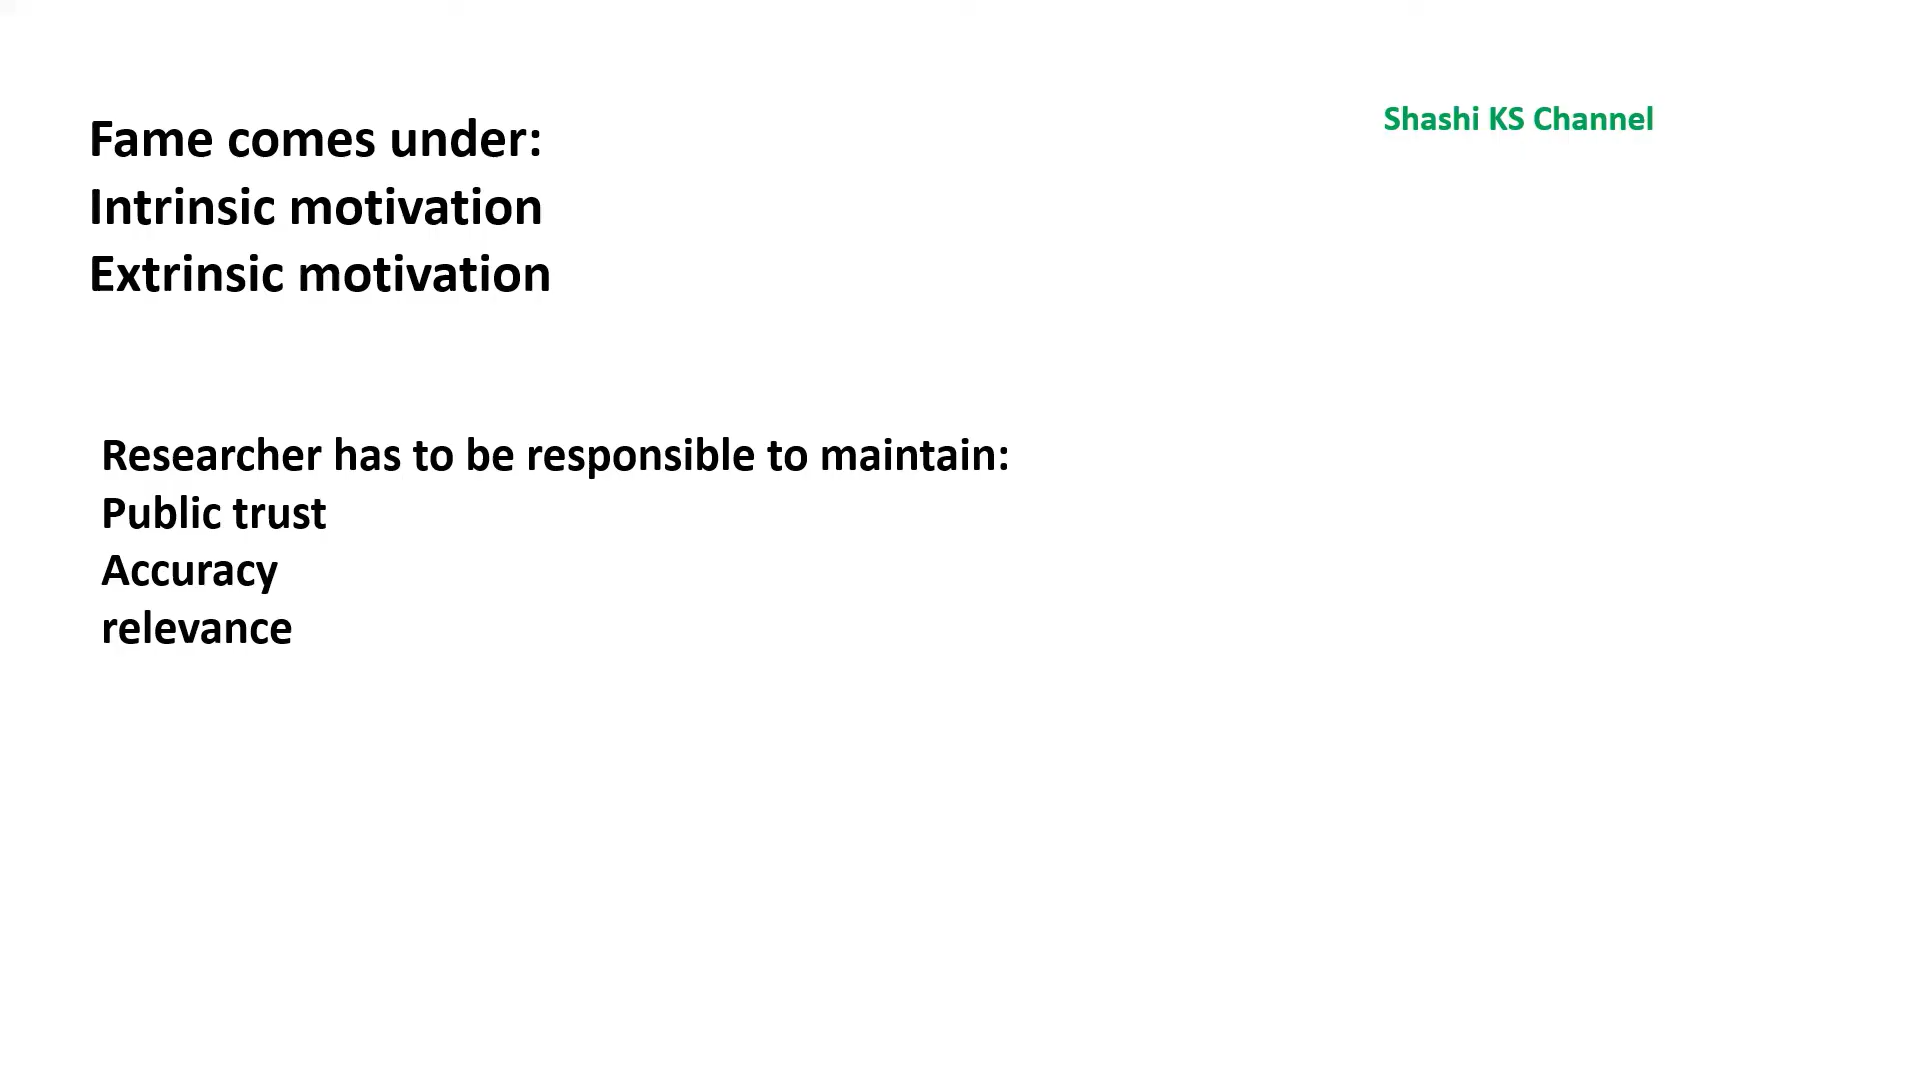 Shashi KS Channel
Fame comes under:
Intrinsic motivation
Extrinsic motivation
Researcher has to be responsible to maintain:
Public trust
Accuracy
relevance